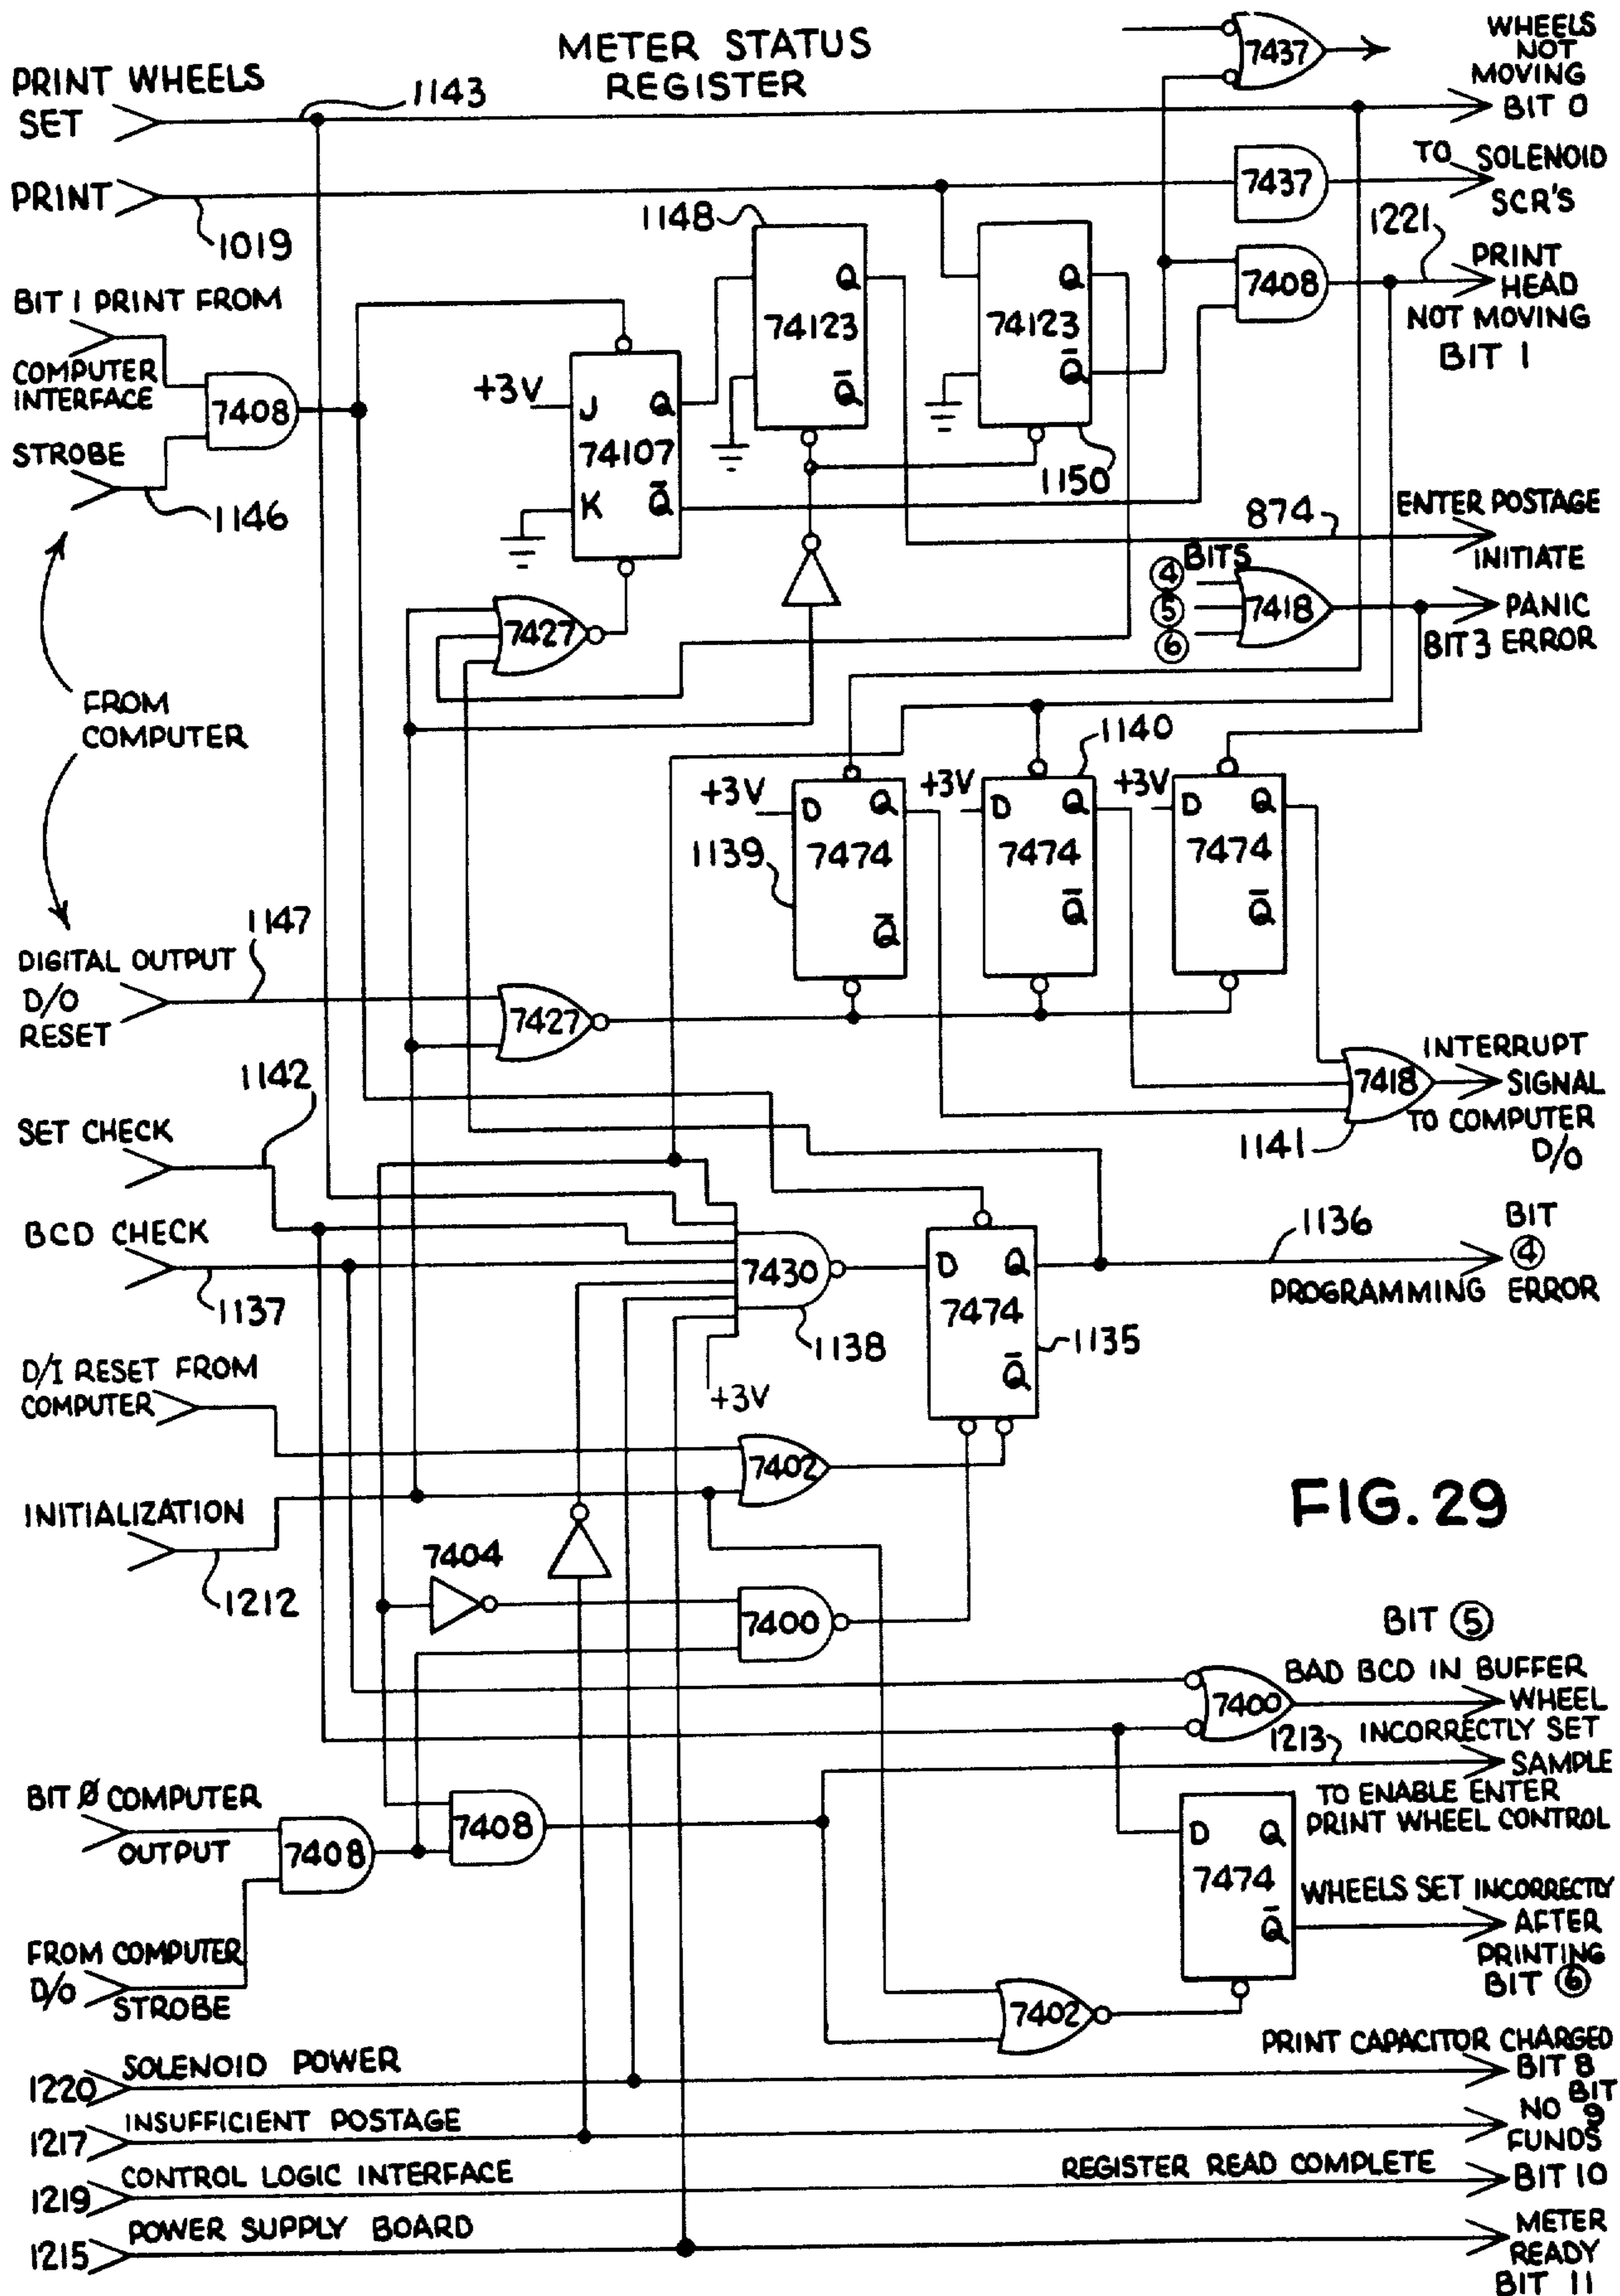 METER STATUS
REGISTER
PRINT WHEELS
SET
1143
7437
WHEELS
NOT
MOVING
BIT 0
PRINT
1019
7437
TO SOLENOID
SCR'S
1148
1221
BIT 1 PRINT FROM
COMPUTER
INTERFACE
7408
STROBE
1146
+3V
J Q
74107
K Q̅
Q
74123
Q̅
Q
74123
Q̅
1150
7408
PRINT
HEAD
NOT MOVING
BIT 1
874
ENTER POSTAGE
INITIATE
BITS
④
⑤
⑥
7418
PANIC
BIT 3 ERROR
7427
FROM
COMPUTER
1140
+3V
D Q
7474
Q̅
1139
+3V
D Q
7474
Q̅
+3V
D Q
7474
Q̅
1147
DIGITAL OUTPUT
D/O
RESET
7427
INTERRUPT
SIGNAL
TO COMPUTER
D/O
7418
1141
1142
SET CHECK
BCD CHECK
1137
7430
1138
+3V
D Q
7474
Q̅
1135
1136
BIT
④
PROGRAMMING ERROR
D/I RESET FROM
COMPUTER
7402
INITIALIZATION
1212
7404
7400
FIG. 29
BIT ⑤
BAD BCD IN BUFFER
WHEEL
INCORRECTLY SET
7400
1213
SAMPLE
TO ENABLE ENTER
PRINT WHEEL CONTROL
BIT Ø COMPUTER
OUTPUT
7408
7408
D Q
7474
Q̅
WHEELS SET INCORRECTLY
AFTER
PRINTING
BIT ⑥
FROM COMPUTER
D/O
STROBE
7402
1220 SOLENOID POWER
PRINT CAPACITOR CHARGED
BIT 8
1217 INSUFFICIENT POSTAGE
NO BIT
9
FUNDS
1219 CONTROL LOGIC INTERFACE
REGISTER READ COMPLETE
BIT 10
1215 POWER SUPPLY BOARD
METER
READY
BIT 11